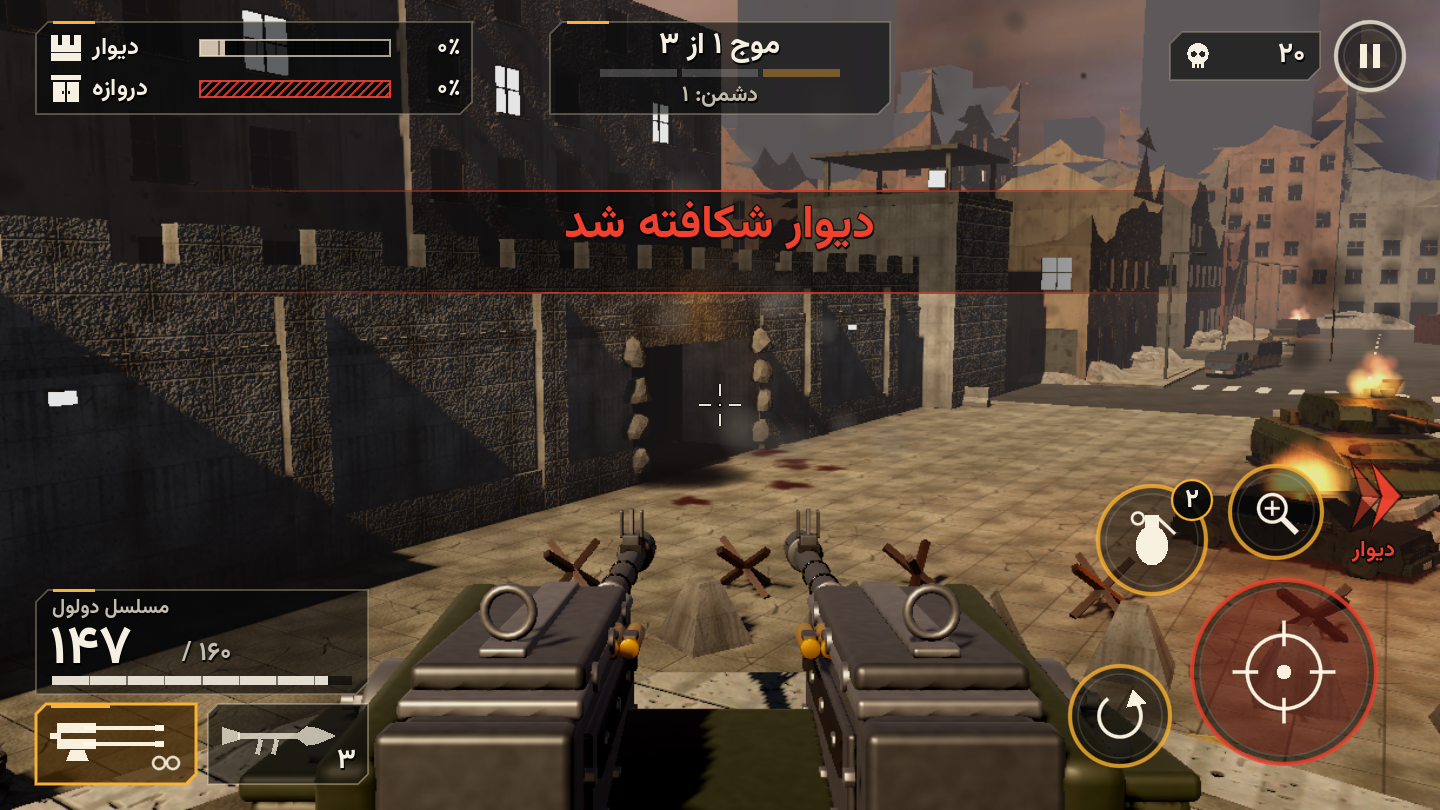 دیوار
۰٪
دروازه
۰٪
موج ۱ از ۳
دشمن: ۱
۲۰
دیوار شکافته شد
۲
دیوار
مسلسل دولول
۱۴۷ / ۱۶۰
∞
۳